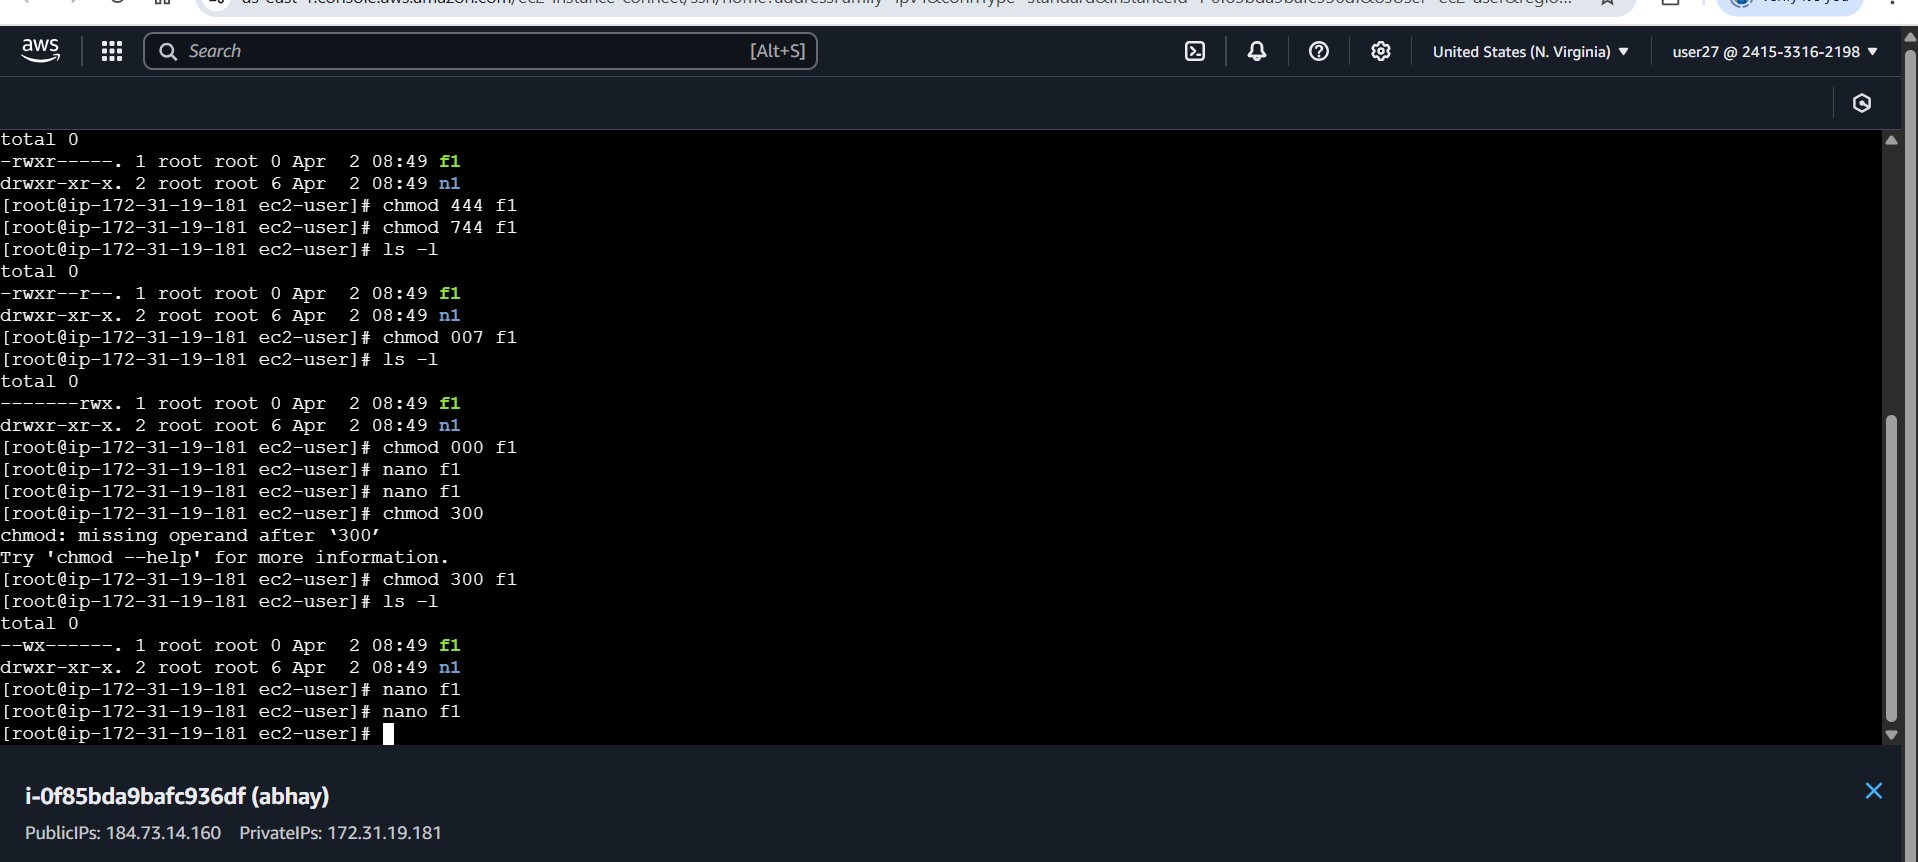 aws
Search [Alt+S]
United States (N. Virginia) ▼
user27 @ 2415-3316-2198 ▼
total 0
-rwxr-----. 1 root root 0 Apr  2 08:49 f1
drwxr-xr-x. 2 root root 6 Apr  2 08:49 n1
[root@ip-172-31-19-181 ec2-user]# chmod 444 f1
[root@ip-172-31-19-181 ec2-user]# chmod 744 f1
[root@ip-172-31-19-181 ec2-user]# ls -l
total 0
-rwxr--r--. 1 root root 0 Apr  2 08:49 f1
drwxr-xr-x. 2 root root 6 Apr  2 08:49 n1
[root@ip-172-31-19-181 ec2-user]# chmod 007 f1
[root@ip-172-31-19-181 ec2-user]# ls -l
total 0
-------rwx. 1 root root 0 Apr  2 08:49 f1
drwxr-xr-x. 2 root root 6 Apr  2 08:49 n1
[root@ip-172-31-19-181 ec2-user]# chmod 000 f1
[root@ip-172-31-19-181 ec2-user]# nano f1
[root@ip-172-31-19-181 ec2-user]# nano f1
[root@ip-172-31-19-181 ec2-user]# chmod 300
chmod: missing operand after ‘300’
Try 'chmod --help' for more information.
[root@ip-172-31-19-181 ec2-user]# chmod 300 f1
[root@ip-172-31-19-181 ec2-user]# ls -l
total 0
--wx------. 1 root root 0 Apr  2 08:49 f1
drwxr-xr-x. 2 root root 6 Apr  2 08:49 n1
[root@ip-172-31-19-181 ec2-user]# nano f1
[root@ip-172-31-19-181 ec2-user]# nano f1
[root@ip-172-31-19-181 ec2-user]#
i-0f85bda9bafc936df (abhay)
PublicIPs: 184.73.14.160 PrivateIPs: 172.31.19.181